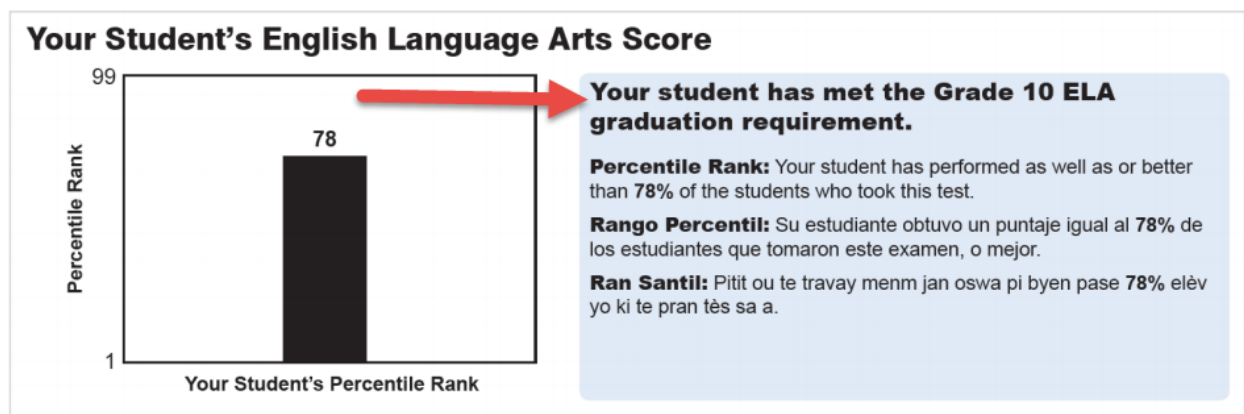 Your Student's English Language Arts Score
99
78
1
Percentile Rank
Your Student's Percentile Rank
Your student has met the Grade 10 ELA
graduation requirement.
Percentile Rank: Your student has performed as well as or better
than 78% of the students who took this test.
Rango Percentil: Su estudiante obtuvo un puntaje igual al 78% de
los estudiantes que tomaron este examen, o mejor.
Ran Santil: Pitit ou te travay menm jan oswa pi byen pase 78% elèv
yo ki te pran tès sa a.